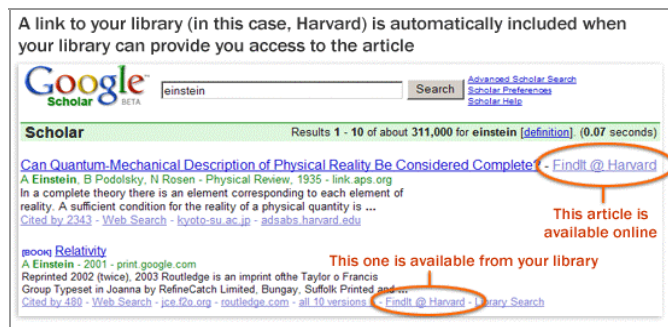 A link to your library (in this case, Harvard) is automatically included when
your library can provide you access to the article
Google
Scholar BETA
einstein
Search
Advanced Scholar Search
Scholar Preferences
Scholar Help
Scholar
Results 1 - 10 of about 311,000 for einstein [definition]. (0.07 seconds)
Can Quantum-Mechanical Description of Physical Reality Be Considered Complete? - FindIt @ Harvard
A Einstein, B Podolsky, N Rosen - Physical Review, 1935 - link.aps.org
In a complete theory there is an element corresponding to each element of
reality. A sufficient condition for the reality of a physical quantity is ...
Cited by 2343 - Web Search - kyoto-su.ac.jp - adsabs.harvard.edu
This article is
available online
[BOOK] Relativity
A Einstein - 2001 - print.google.com
This one is available from your library
Reprinted 2002 (twice), 2003 Routledge is an imprint ofthe Taylor o Francis
Group Typeset in Joanna by RefineCatch Limited, Bungay, Suffolk Printed and ...
Cited by 480 - Web Search - jce.f2o.org - routledge.com - all 10 versions » - FindIt @ Harvard - Library Search